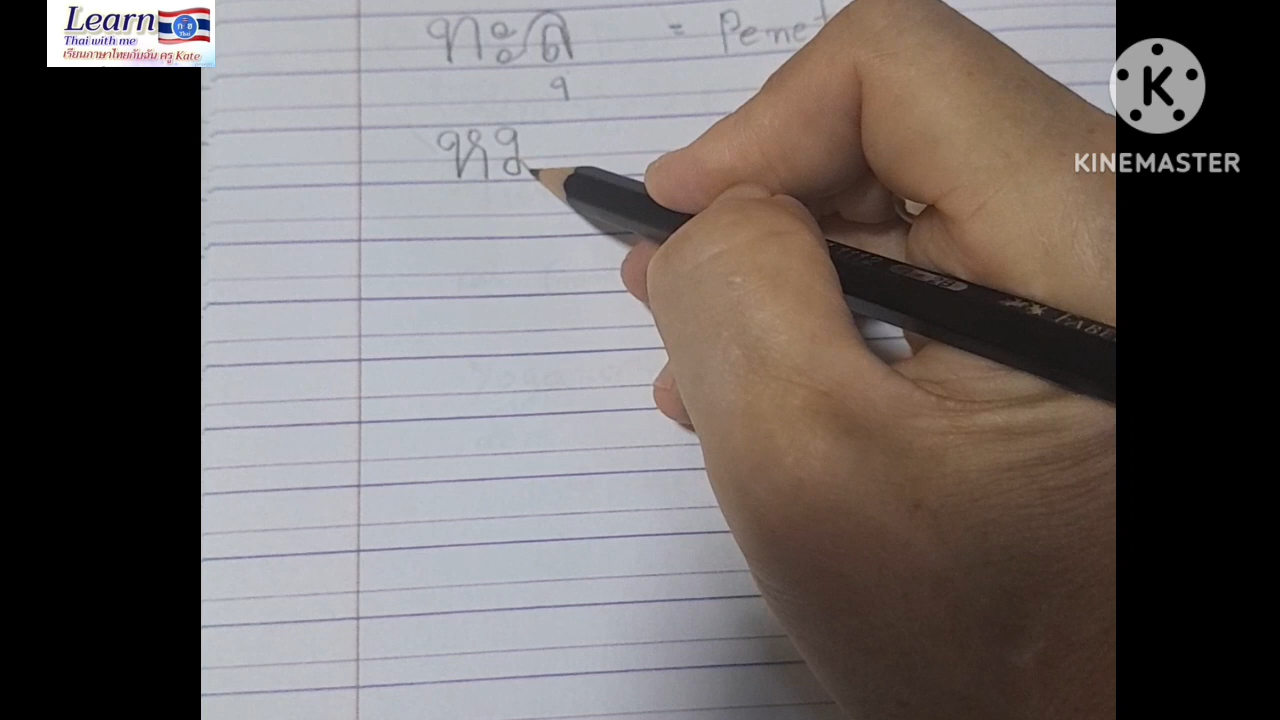 Learn
Thai with me
เรียนภาษาไทยกับฉัน ครู Kate
ทะลุ =
ห
KINEMASTER